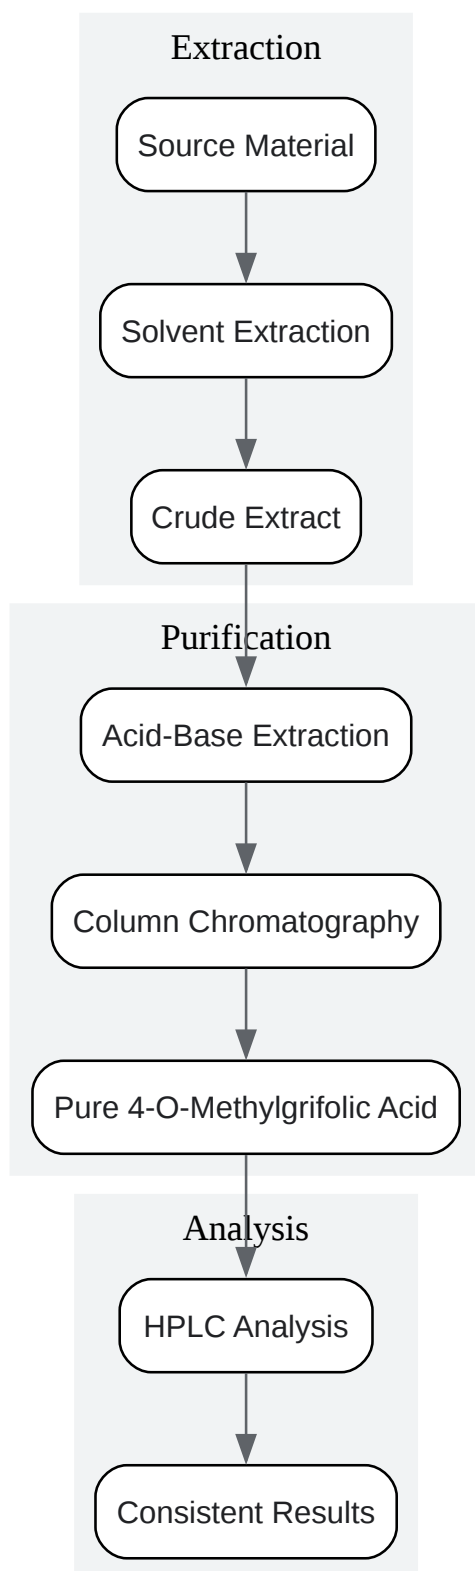 Extraction
Source Material
Solvent Extraction
Crude Extract
Purification
Acid-Base Extraction
Column Chromatography
Pure 4-O-Methylgrifolic Acid
Analysis
HPLC Analysis
Consistent Results